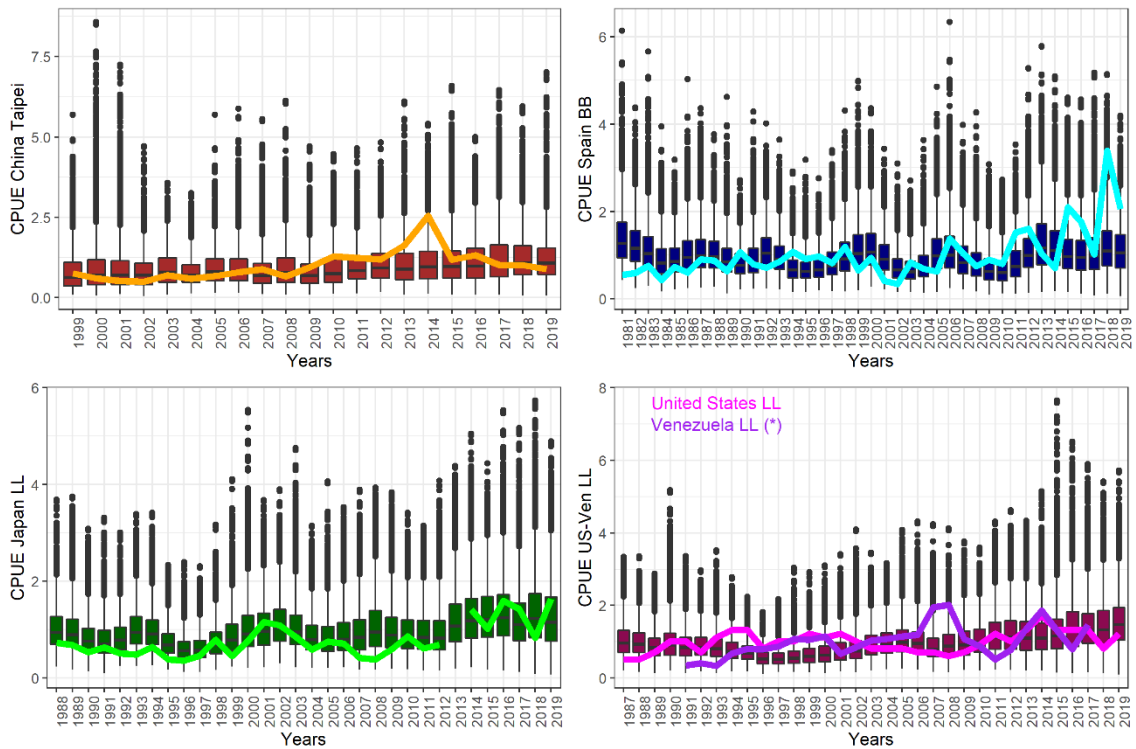 CPUE China Taipei
7.5
5.0
2.5
0.0
1999 2000 2001 2002 2003 2004 2005 2006 2007 2008 2009 2010 2011 2012 2013 2014 2015 2016 2017 2018 2019
Years
CPUE Spain BB
6
4
2
0
1981 1982 1983 1984 1985 1986 1987 1988 1989 1990 1991 1992 1993 1994 1995 1996 1997 1998 1999 2000 2001 2002 2003 2004 2005 2006 2007 2008 2009 2010 2011 2012 2013 2014 2015 2016 2017 2018 2019
Years
CPUE Japan LL
6
4
2
0
1988 1989 1990 1991 1992 1993 1994 1995 1996 1997 1998 1999 2000 2001 2002 2003 2004 2005 2006 2007 2008 2009 2010 2011 2012 2013 2014 2015 2016 2017 2018 2019
Years
CPUE US-Ven LL
8
6
4
2
0
United States LL
Venezuela LL (*)
1987 1988 1989 1990 1991 1992 1993 1994 1995 1996 1997 1998 1999 2000 2001 2002 2003 2004 2005 2006 2007 2008 2009 2010 2011 2012 2013 2014 2015 2016 2017 2018 2019
Years